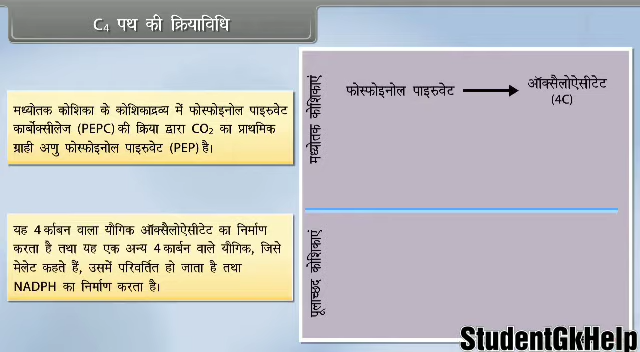 C₄ पथ की क्रियाविधि
मध्योतक कोशिका के कोशिकाद्रव्य में फोस्फोइनोल पाइरुवेट
कार्बोक्सीलेज (PEPC) की क्रिया द्वारा CO₂ का प्राथमिक
ग्राही अणु फोस्फोइनोल पाइरुवेट (PEP) है।
यह 4 र्काबन वाला यौगिक ऑक्सैलोऐसीटेट का निर्माण
करता है तथा यह एक अन्य 4 कार्बन वाले यौगिक, जिसे
मेलेट कहते हैं, उसमें परिवर्तित हो जाता है तथा
NADPH का निर्माण करता है।
मध्योतक कोशिकाएं
फोस्फोइनोल पाइरुवेट
ऑक्सैलोऐसीटेट
(4C)
पूलाच्छद कोशिकाएं
StudentGkHelp